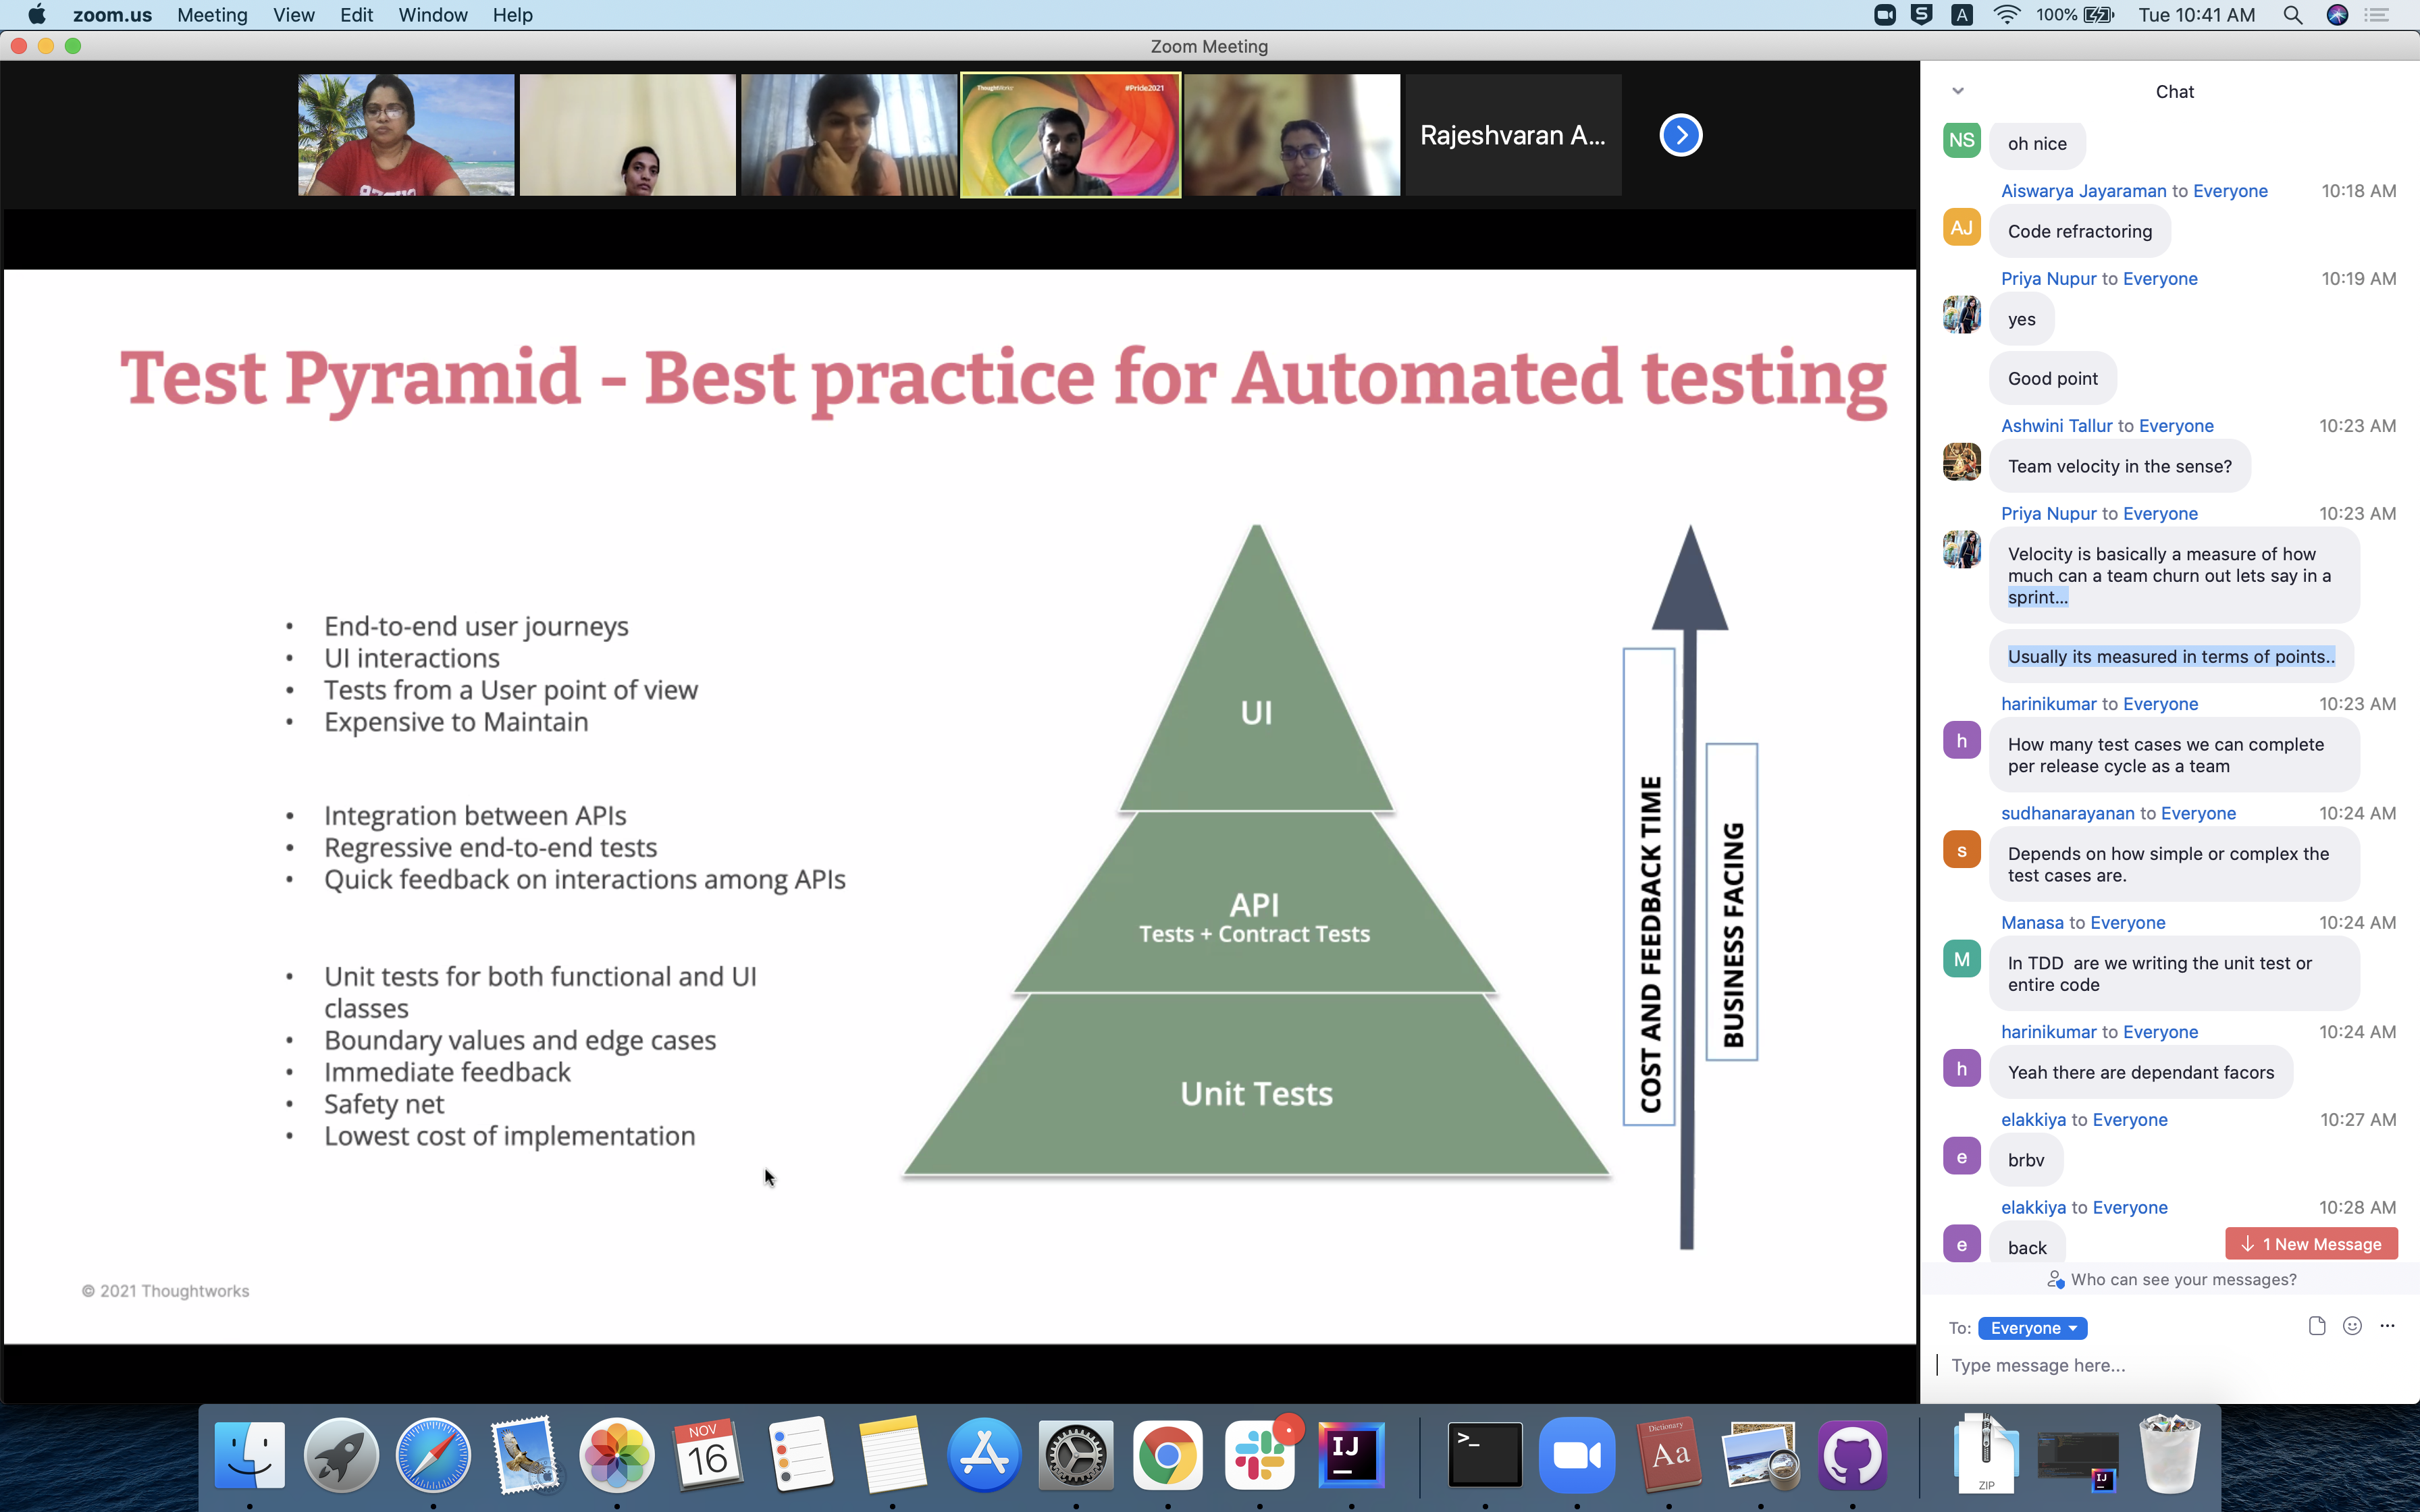 zoom.us Meeting View Edit Window Help
100% Tue 10:41 AM
Zoom Meeting
ThoughtWorks #Pride2021
Rajeshvaran A...
Test Pyramid - Best practice for Automated testing
• End-to-end user journeys
• UI interactions
• Tests from a User point of view
• Expensive to Maintain
• Integration between APIs
• Regressive end-to-end tests
• Quick feedback on interactions among APIs
• Unit tests for both functional and UI
classes
• Boundary values and edge cases
• Immediate feedback
• Safety net
• Lowest cost of implementation
UI
API
Tests + Contract Tests
Unit Tests
COST AND FEEDBACK TIME
BUSINESS FACING
© 2021 Thoughtworks
Chat
NS
oh nice
Aiswarya Jayaraman to Everyone 10:18 AM
AJ
Code refractoring
Priya Nupur to Everyone 10:19 AM
yes
Good point
Ashwini Tallur to Everyone 10:23 AM
Team velocity in the sense?
Priya Nupur to Everyone 10:23 AM
Velocity is basically a measure of how
much can a team churn out lets say in a
sprint...
Usually its measured in terms of points..
harinikumar to Everyone 10:23 AM
h
How many test cases we can complete
per release cycle as a team
sudhanarayanan to Everyone 10:24 AM
s
Depends on how simple or complex the
test cases are.
Manasa to Everyone 10:24 AM
M
In TDD are we writing the unit test or
entire code
harinikumar to Everyone 10:24 AM
h
Yeah there are dependant facors
elakkiya to Everyone 10:27 AM
e
brbv
elakkiya to Everyone 10:28 AM
e
back
1 New Message
Who can see your messages?
To: Everyone
Type message here...
NOV
16
IJ
>_
Dictionary
Aa
ZIP
IJ